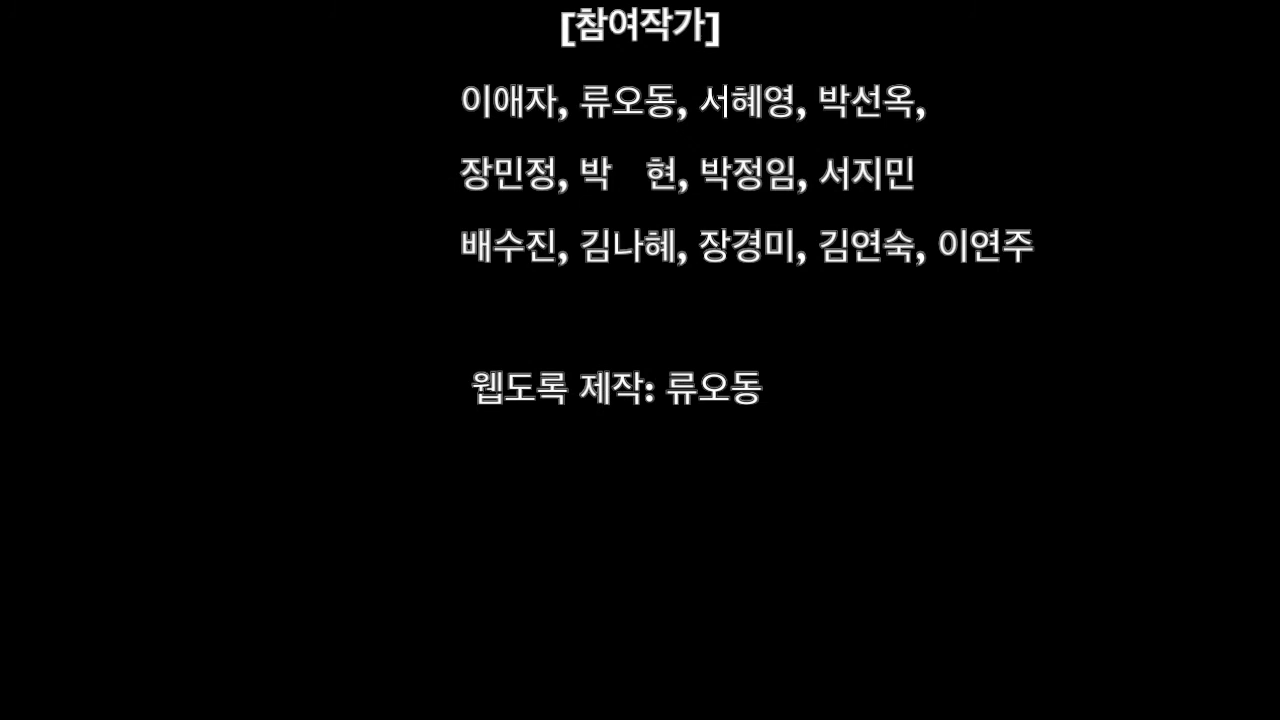 [참여작가]
이애자, 류오동, 서혜영, 박선옥,
장민정, 박   현, 박정임, 서지민
배수진, 김나혜, 장경미, 김연숙, 이연주
웹도록 제작: 류오동